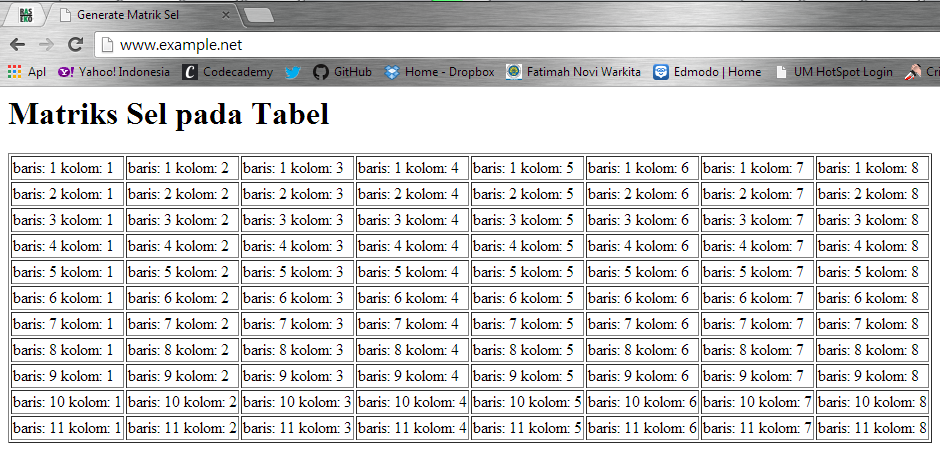 BAS EKO Generate Matrik Sel
www.example.net
Apl Yahoo! Indonesia Codecademy GitHub Home - Dropbox Fatimah Novi Warkita Edmodo | Home UM HotSpot Login Cri
Matriks Sel pada Tabel
baris: 1 kolom: 1 baris: 1 kolom: 2 baris: 1 kolom: 3 baris: 1 kolom: 4 baris: 1 kolom: 5 baris: 1 kolom: 6 baris: 1 kolom: 7 baris: 1 kolom: 8
baris: 2 kolom: 1 baris: 2 kolom: 2 baris: 2 kolom: 3 baris: 2 kolom: 4 baris: 2 kolom: 5 baris: 2 kolom: 6 baris: 2 kolom: 7 baris: 2 kolom: 8
baris: 3 kolom: 1 baris: 3 kolom: 2 baris: 3 kolom: 3 baris: 3 kolom: 4 baris: 3 kolom: 5 baris: 3 kolom: 6 baris: 3 kolom: 7 baris: 3 kolom: 8
baris: 4 kolom: 1 baris: 4 kolom: 2 baris: 4 kolom: 3 baris: 4 kolom: 4 baris: 4 kolom: 5 baris: 4 kolom: 6 baris: 4 kolom: 7 baris: 4 kolom: 8
baris: 5 kolom: 1 baris: 5 kolom: 2 baris: 5 kolom: 3 baris: 5 kolom: 4 baris: 5 kolom: 5 baris: 5 kolom: 6 baris: 5 kolom: 7 baris: 5 kolom: 8
baris: 6 kolom: 1 baris: 6 kolom: 2 baris: 6 kolom: 3 baris: 6 kolom: 4 baris: 6 kolom: 5 baris: 6 kolom: 6 baris: 6 kolom: 7 baris: 6 kolom: 8
baris: 7 kolom: 1 baris: 7 kolom: 2 baris: 7 kolom: 3 baris: 7 kolom: 4 baris: 7 kolom: 5 baris: 7 kolom: 6 baris: 7 kolom: 7 baris: 7 kolom: 8
baris: 8 kolom: 1 baris: 8 kolom: 2 baris: 8 kolom: 3 baris: 8 kolom: 4 baris: 8 kolom: 5 baris: 8 kolom: 6 baris: 8 kolom: 7 baris: 8 kolom: 8
baris: 9 kolom: 1 baris: 9 kolom: 2 baris: 9 kolom: 3 baris: 9 kolom: 4 baris: 9 kolom: 5 baris: 9 kolom: 6 baris: 9 kolom: 7 baris: 9 kolom: 8
baris: 10 kolom: 1 baris: 10 kolom: 2 baris: 10 kolom: 3 baris: 10 kolom: 4 baris: 10 kolom: 5 baris: 10 kolom: 6 baris: 10 kolom: 7 baris: 10 kolom: 8
baris: 11 kolom: 1 baris: 11 kolom: 2 baris: 11 kolom: 3 baris: 11 kolom: 4 baris: 11 kolom: 5 baris: 11 kolom: 6 baris: 11 kolom: 7 baris: 11 kolom: 8